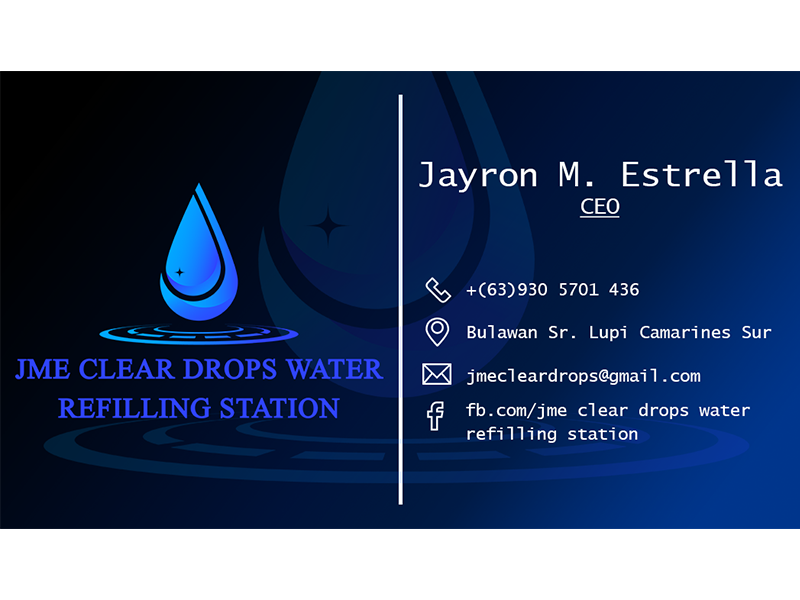 JME CLEAR DROPS WATER
REFILLING STATION
Jayron M. Estrella
CEO
+(63)930 5701 436
Bulawan Sr. Lupi Camarines Sur
jmecleardrops@gmail.com
fb.com/jme clear drops water
refilling station